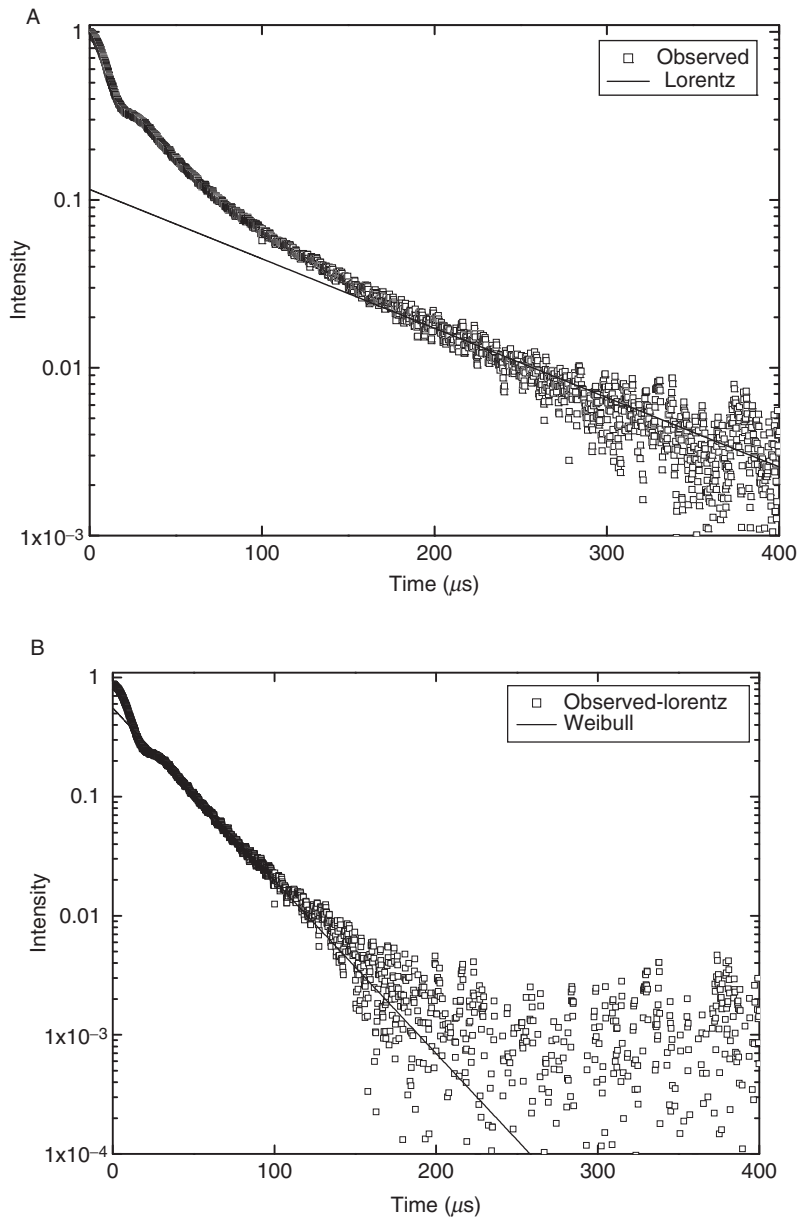 A
1
0.1
0.01
1x10⁻³
0
100
200
300
400
Intensity
Time (μs)
Observed
Lorentz
B
1
0.1
0.01
1x10⁻³
1x10⁻⁴
0
100
200
300
400
Intensity
Time (μs)
Observed-lorentz
Weibull